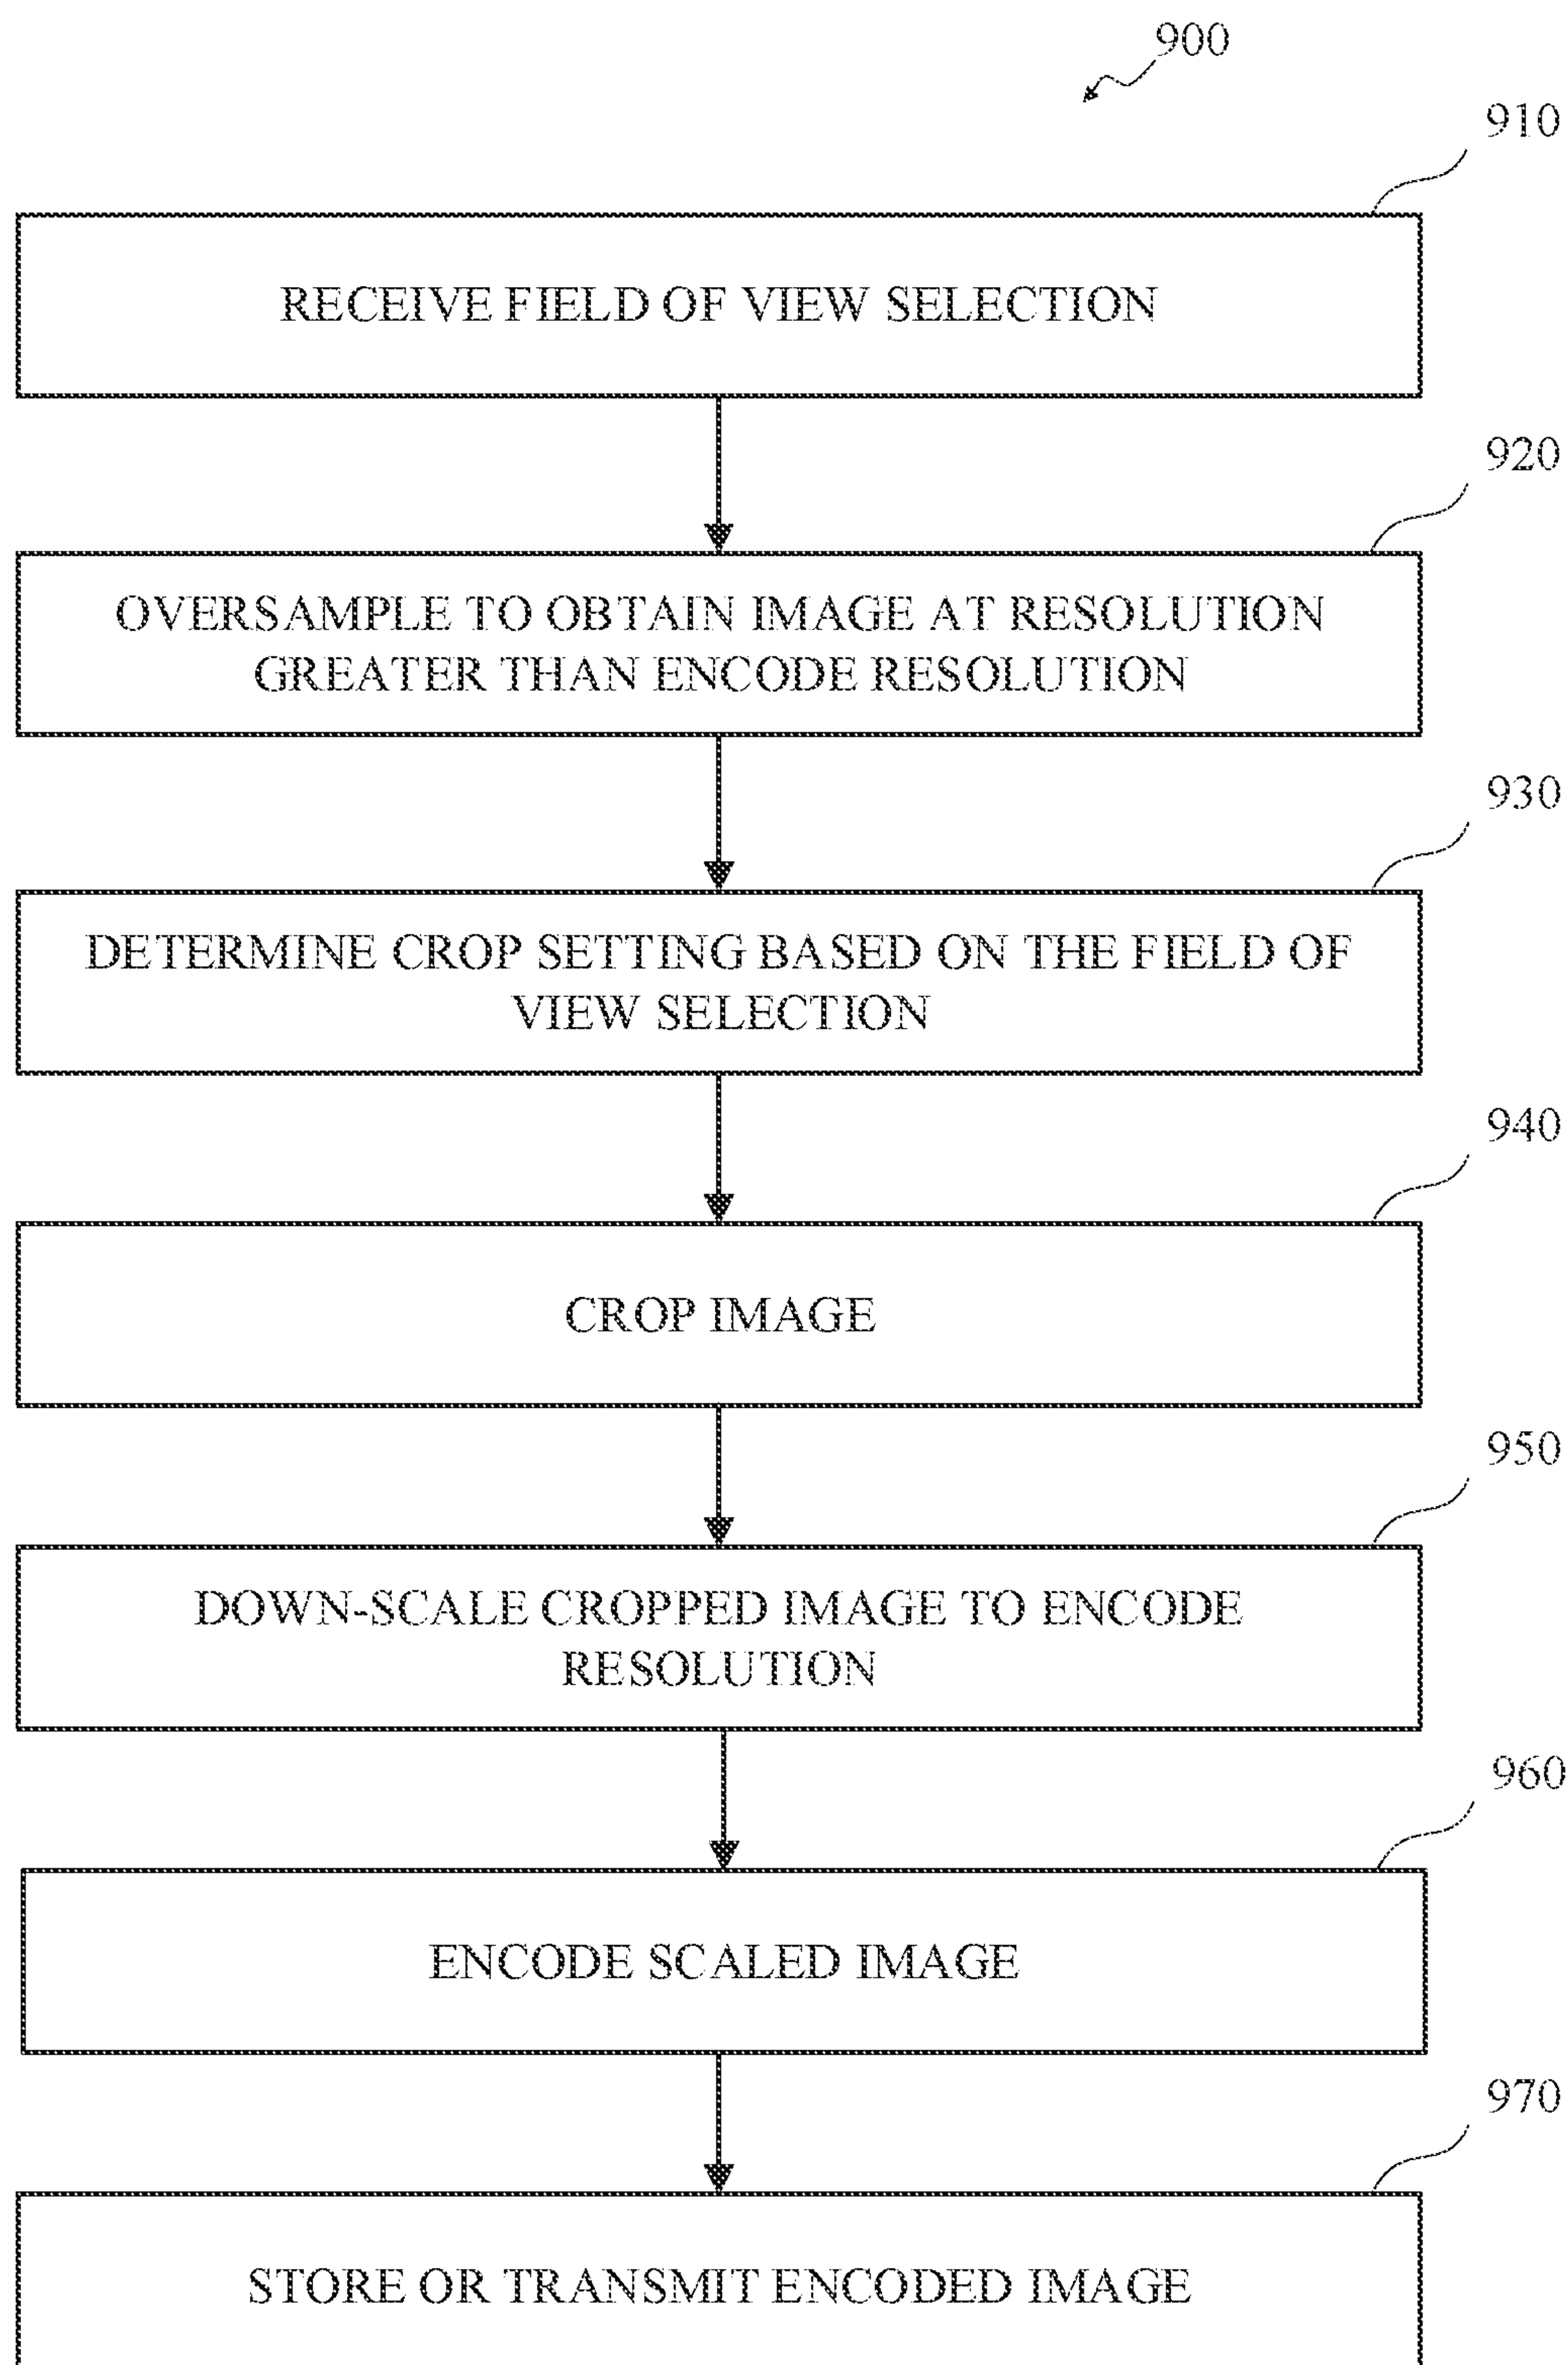 900
910
RECEIVE FIELD OF VIEW SELECTION
920
OVERSAMPLE TO OBTAIN IMAGE AT RESOLUTION
GREATER THAN ENCODE RESOLUTION
930
DETERMINE CROP SETTING BASED ON THE FIELD OF
VIEW SELECTION
940
CROP IMAGE
950
DOWN-SCALE CROPPED IMAGE TO ENCODE
RESOLUTION
960
ENCODE SCALED IMAGE
970
STORE OR TRANSMIT ENCODED IMAGE